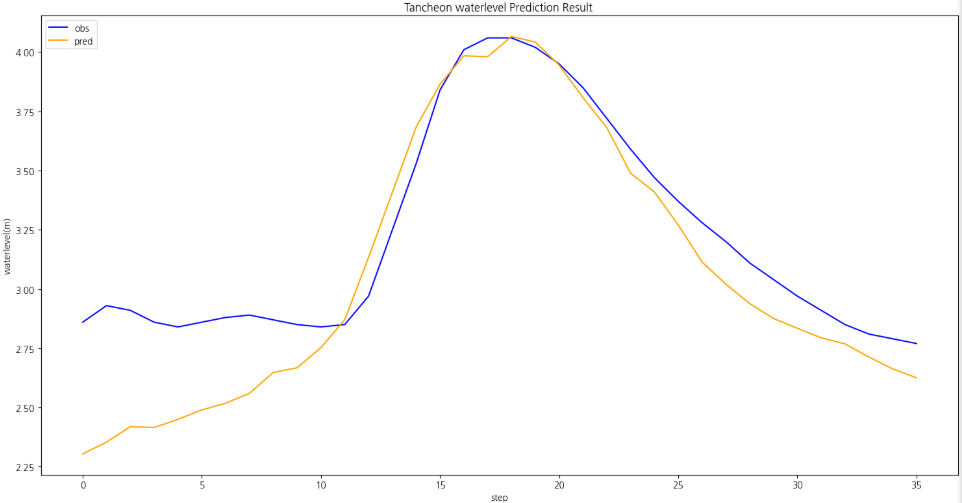 Tancheon waterlevel Prediction Result
obs
pred
4.00
3.75
3.50
3.25
3.00
2.75
2.50
2.25
waterlevel(m)
0 5 10 15 20 25 30 35
step